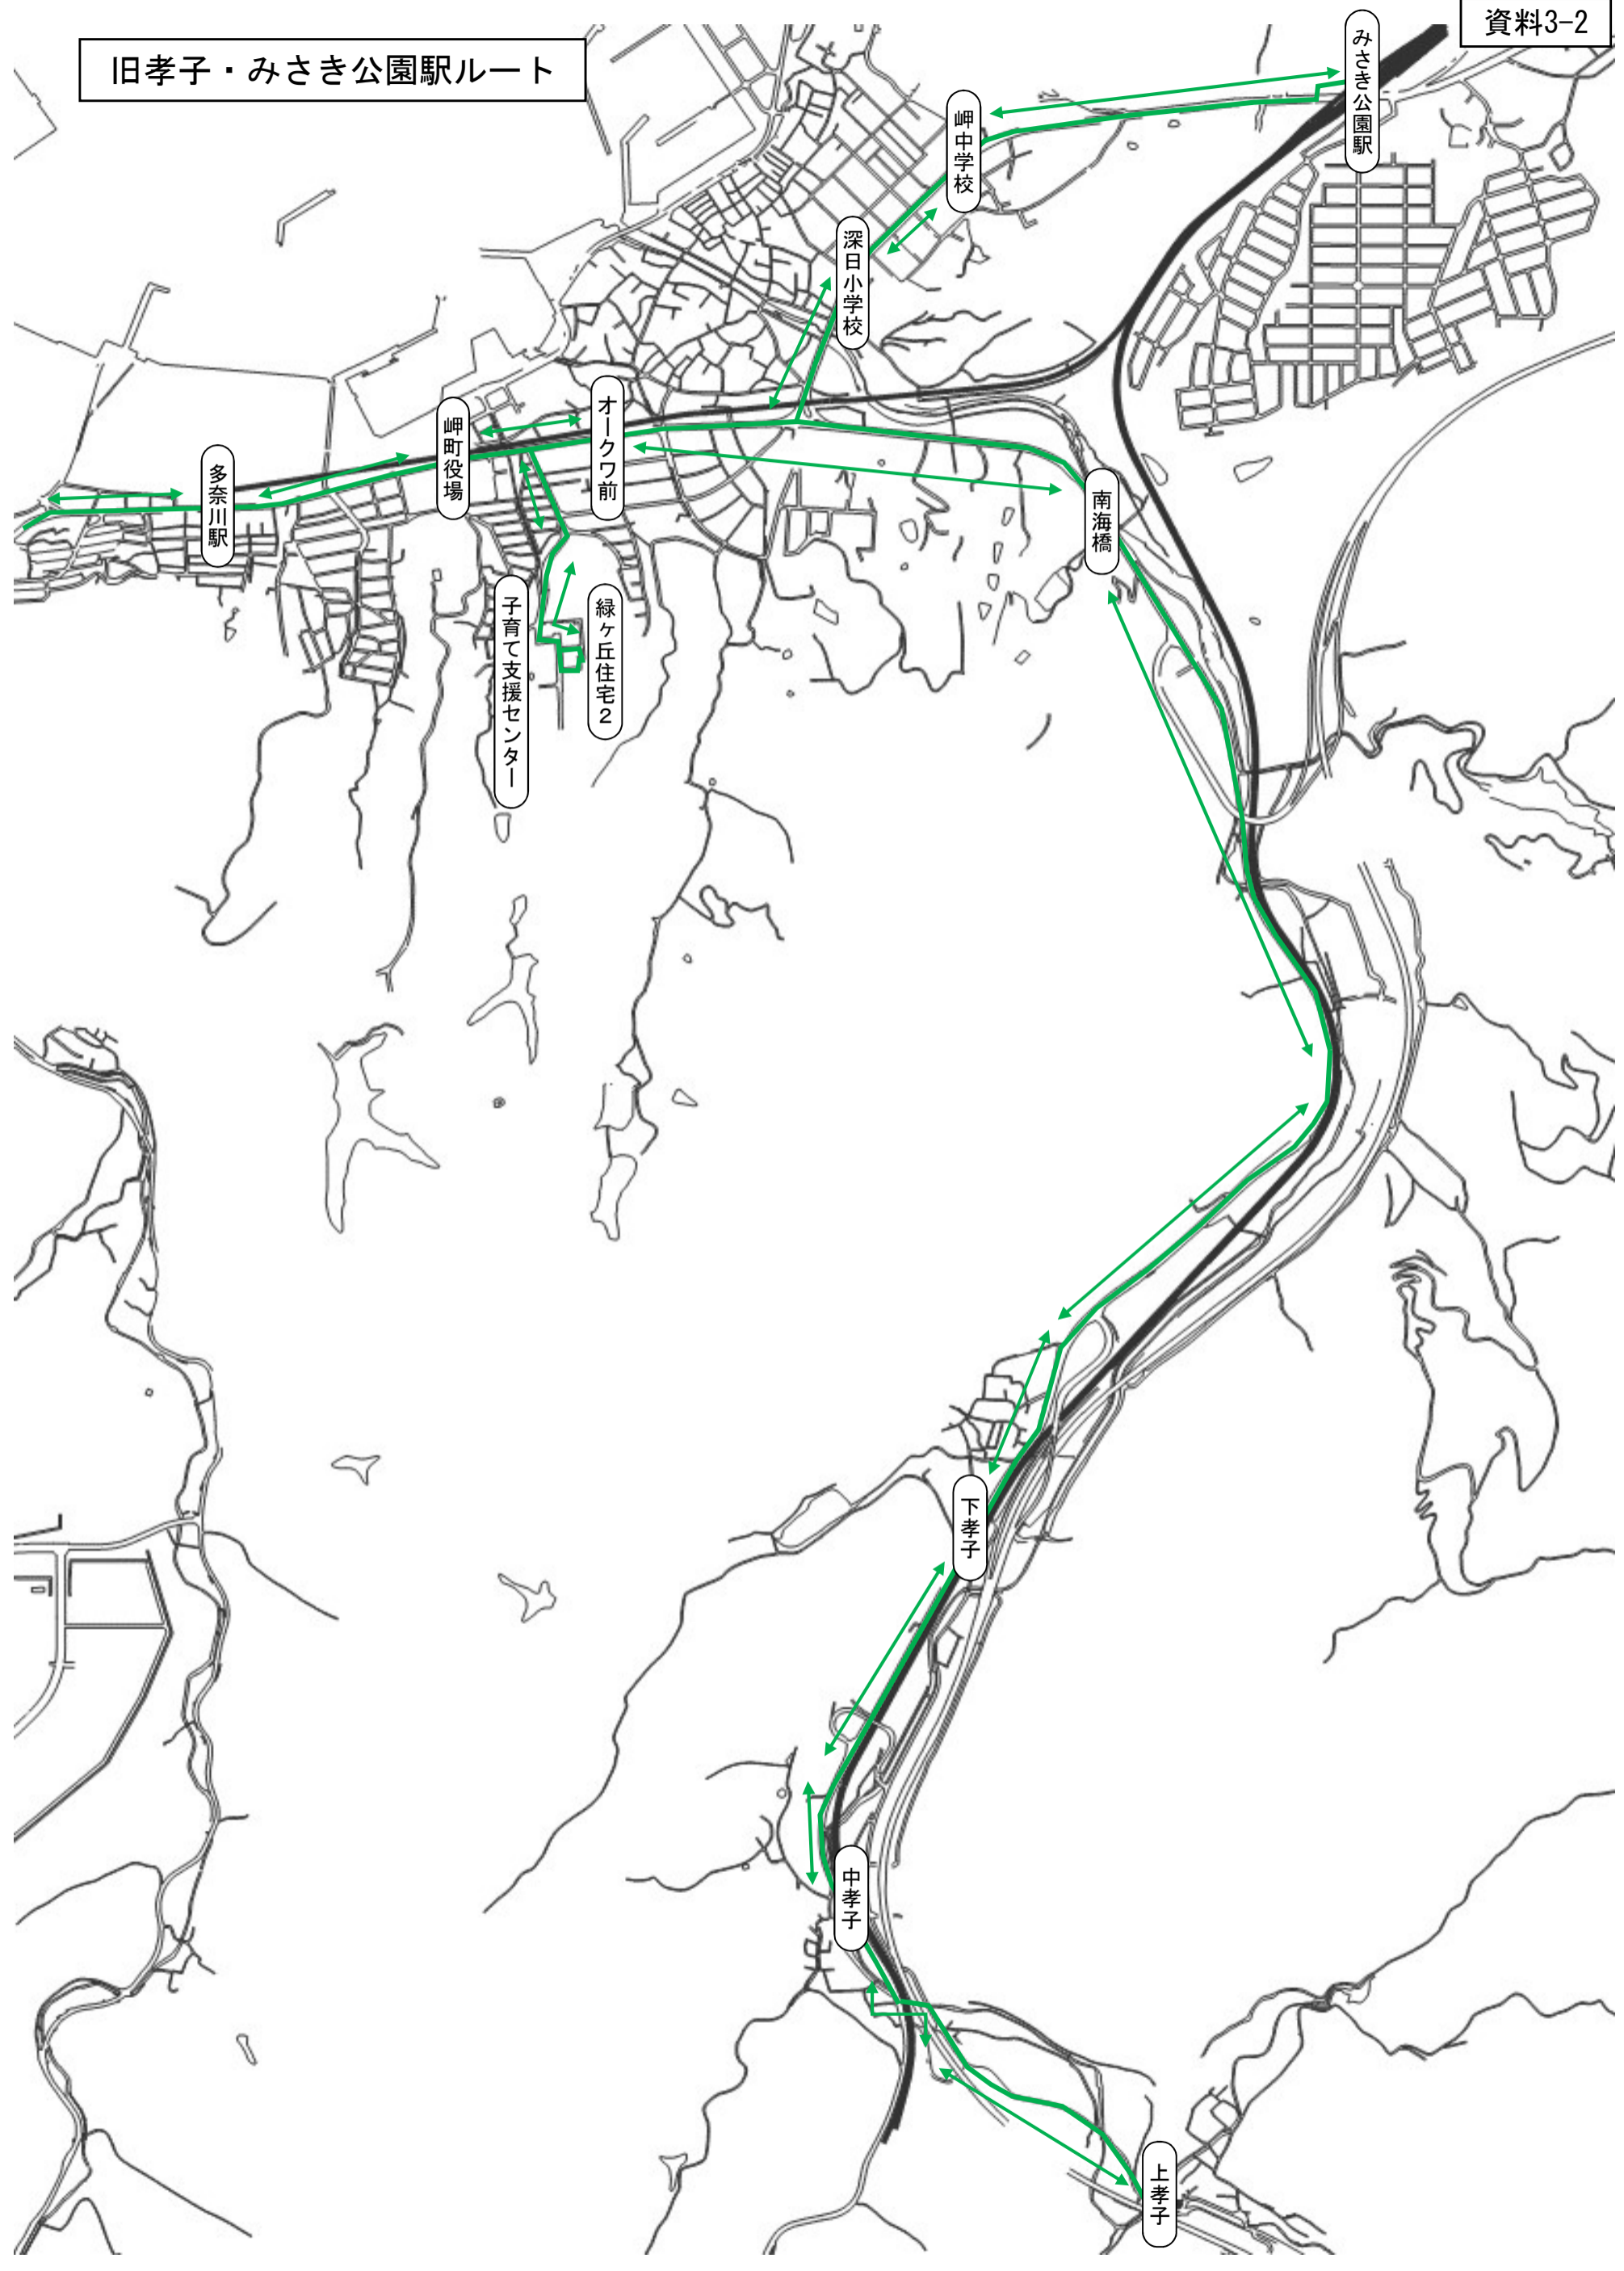 資料3-2
旧孝子・みさき公園駅ルート
みさき公園駅
岬中学校
深日小学校
オークワ前
岬町役場
多奈川駅
南海橋
子育て支援センター
緑ヶ丘住宅2
下孝子
中孝子
上孝子